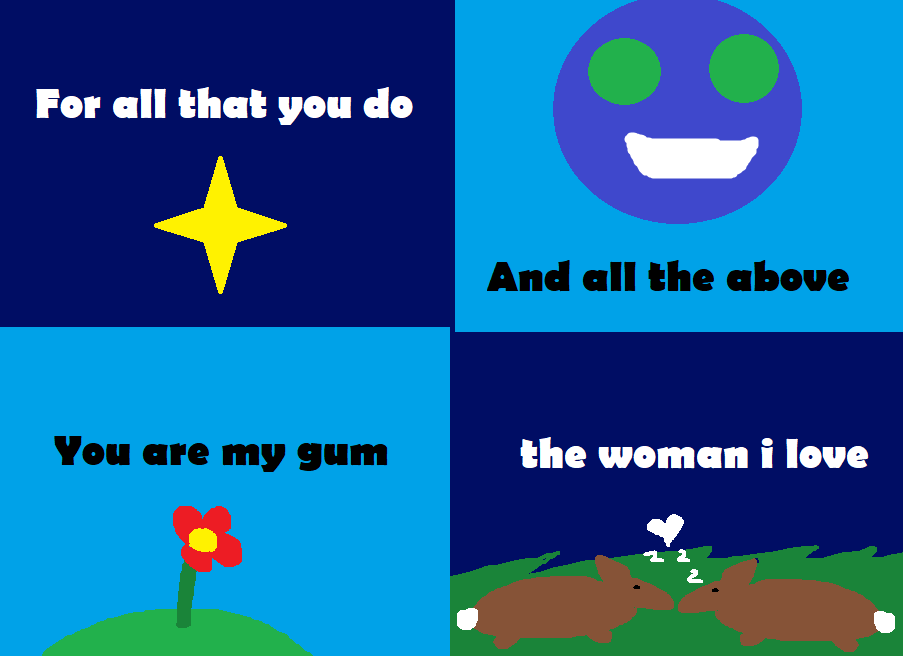 For all that you do
And all the above
You are my gum
the woman i love